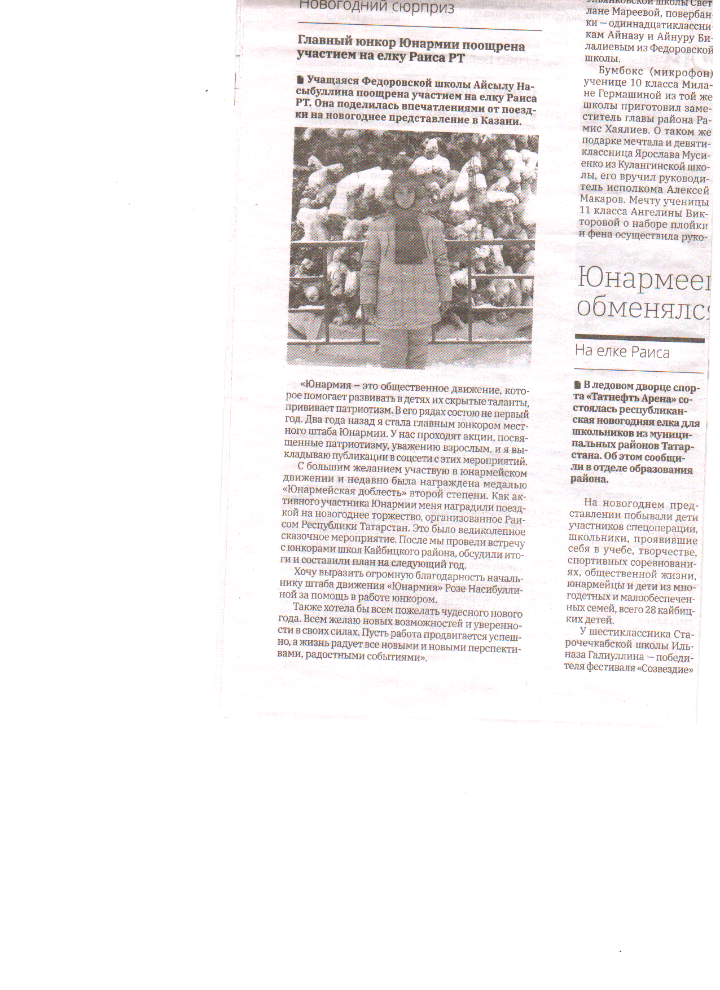 Новогодний сюрприз
Главный юнкор Юнармии поощрена
участием на елку Раиса РТ
Учащаяся Федоровской школы Айсылу На-
сыбуллина поощрена участием на елку Раиса
РТ. Она поделилась впечатлениями от поезд-
ки на новогоднее представление в Казани.
«Юнармия – это общественное движение, кото-
рое помогает развивать в детях их скрытые таланты,
прививает патриотизм. В его рядах состою не первый
год. Два года назад я стала главным юнкором мест-
ного штаба Юнармии. У нас проходят акции, посвя-
щенные патриотизму, уважению взрослым, и я вы-
кладываю публикации в соцсети с этих мероприятий.
С большим желанием участвую в юнармейском
движении и недавно была награждена медалью
«Юнармейская доблесть» второй степени. Как ак-
тивного участника Юнармии меня наградили поезд-
кой на новогоднее торжество, организованное Раи-
сом Республики Татарстан. Это было великолепное
сказочное мероприятие. После мы провели встречу
с юнкорами школ Кайбицкого района, обсудили ито-
ги и составили план на следующий год.
Хочу выразить огромную благодарность началь-
нику штаба движения «Юнармия» Розе Насибулли-
ной за помощь в работе юнкором.
Также хотела бы всем пожелать чудесного нового
года. Всем желаю новых возможностей и уверенно-
сти в своих силах. Пусть работа продвигается успеш-
но, а жизнь радует все новыми и новыми перспекти-
вами, радостными событиями».
школы Свет
лане Мареевой, повербан-
ки – одиннадцатиклассни-
кам Айназу и Айнуру Би-
лалиевым из Федоровской
школы.
Бумбокс (микрофон)
ученице 10 класса Мила-
не Гермашиной из той же
школы приготовил заме-
ститель главы района Ра-
мис Хаялиев. О таком же
подарке мечтала и девяти-
классница Ярослава Муси-
енко из Кулангинской шко-
лы, его вручил руководи-
тель исполкома Алексей
Макаров. Мечту ученицы
11 класса Ангелины Вик-
торовой о наборе плойки
и фена осуществила руко-
Юнармее
обменялс
На елке Раиса
В ледовом дворце спор-
та «Татнефть Арена» со-
стоялась республикан-
ская новогодняя елка для
школьников из муници-
пальных районов Татар-
стана. Об этом сообщи-
ли в отделе образования
района.
На новогоднем пред-
ставлении побывали дети
участников спецоперации,
школьники, проявившие
себя в учебе, творчестве,
спортивных соревновани-
ях, общественной жизни,
юнармейцы и дети из мно-
годетных и малообеспечен-
ных семей, всего 28 кайбиц-
ких детей.
У шестиклассника Ста-
рочечкабской школы Иль-
наза Галиуллина – победи-
теля фестиваля «Созвездие»